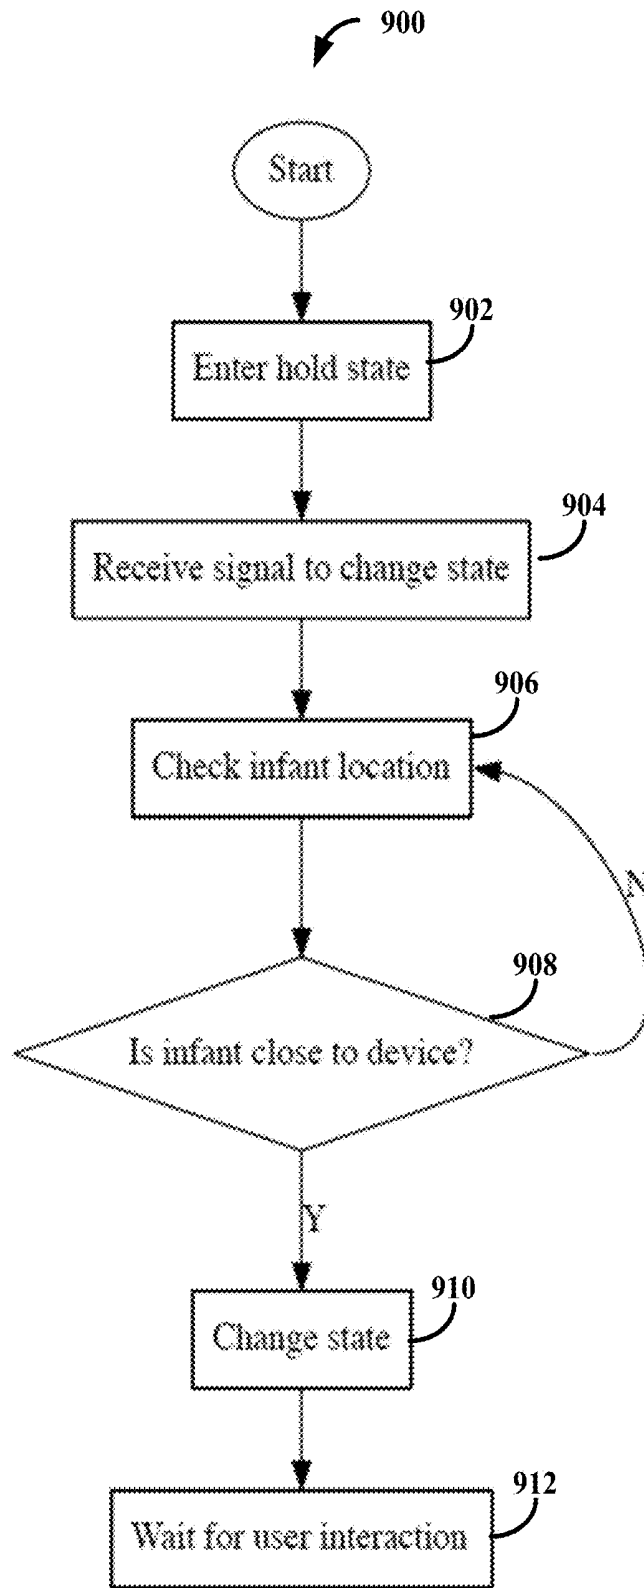 900
Start
902
Enter hold state
904
Receive signal to change state
906
Check infant location
N
908
Is infant close to device?
Y
910
Change state
912
Wait for user interaction